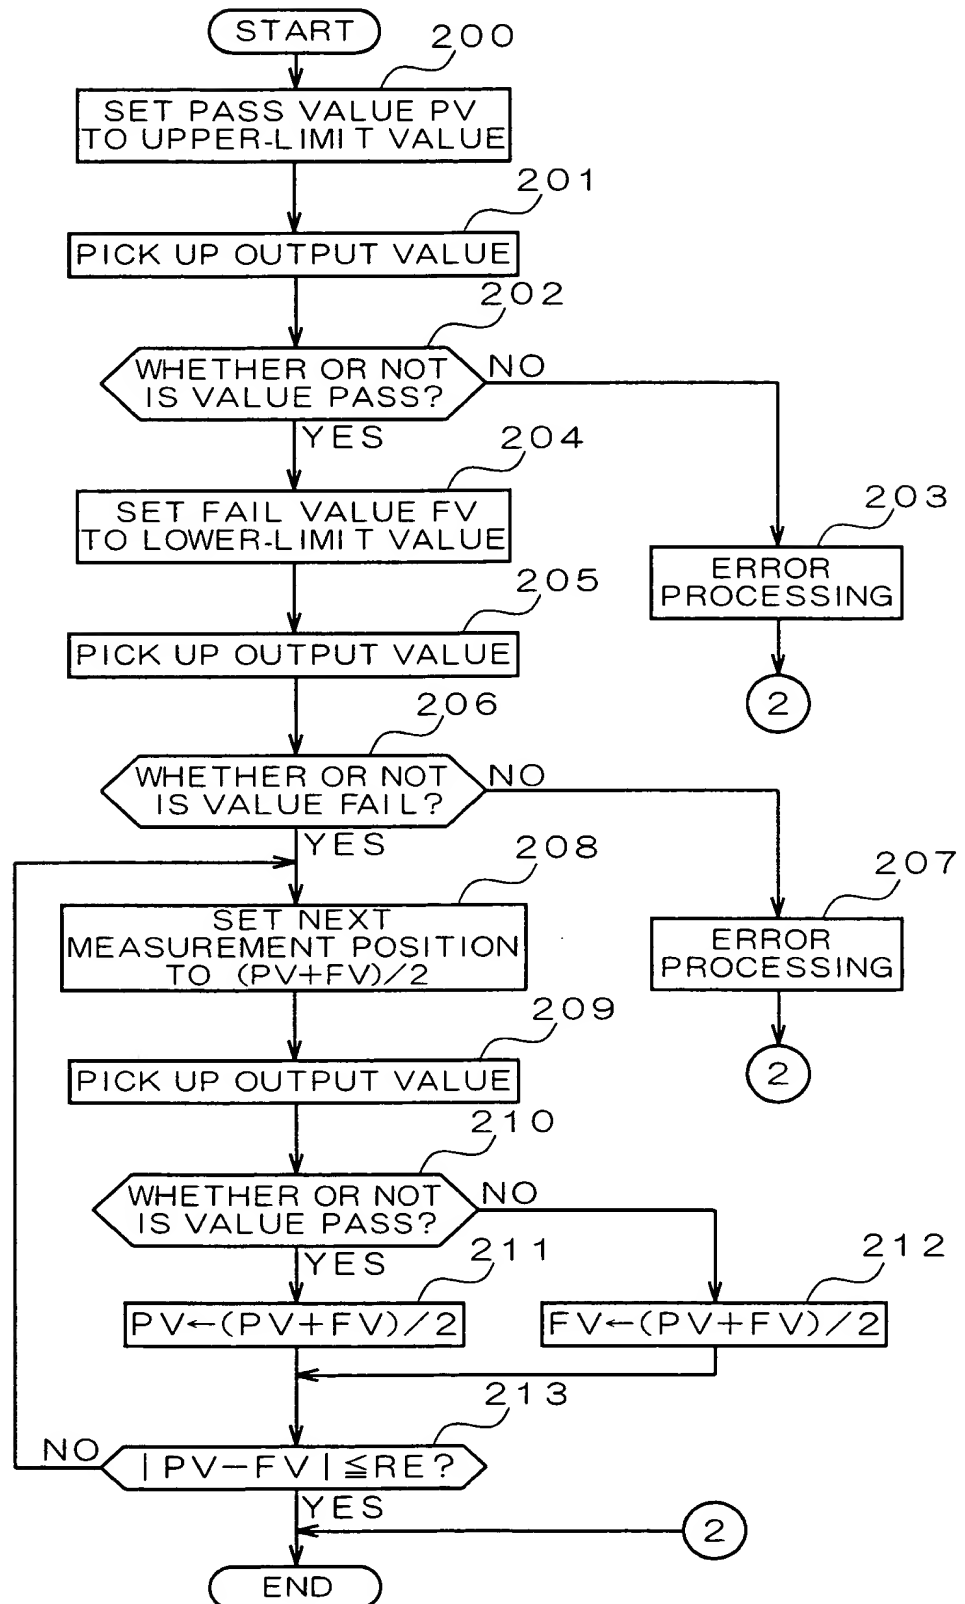 START
200
SET PASS VALUE PV
TO UPPER-LIMIT VALUE
201
PICK UP OUTPUT VALUE
202
WHETHER OR NOT
IS VALUE PASS?
NO
YES
204
SET FAIL VALUE FV
TO LOWER-LIMIT VALUE
203
ERROR
PROCESSING
2
205
PICK UP OUTPUT VALUE
206
WHETHER OR NOT
IS VALUE FAIL?
NO
YES
207
ERROR
PROCESSING
2
208
SET NEXT
MEASUREMENT POSITION
TO (PV+FV)/2
209
PICK UP OUTPUT VALUE
210
WHETHER OR NOT
IS VALUE PASS?
NO
YES
211
PV←(PV+FV)/2
212
FV←(PV+FV)/2
213
|PV−FV|≦RE?
NO
YES
2
END